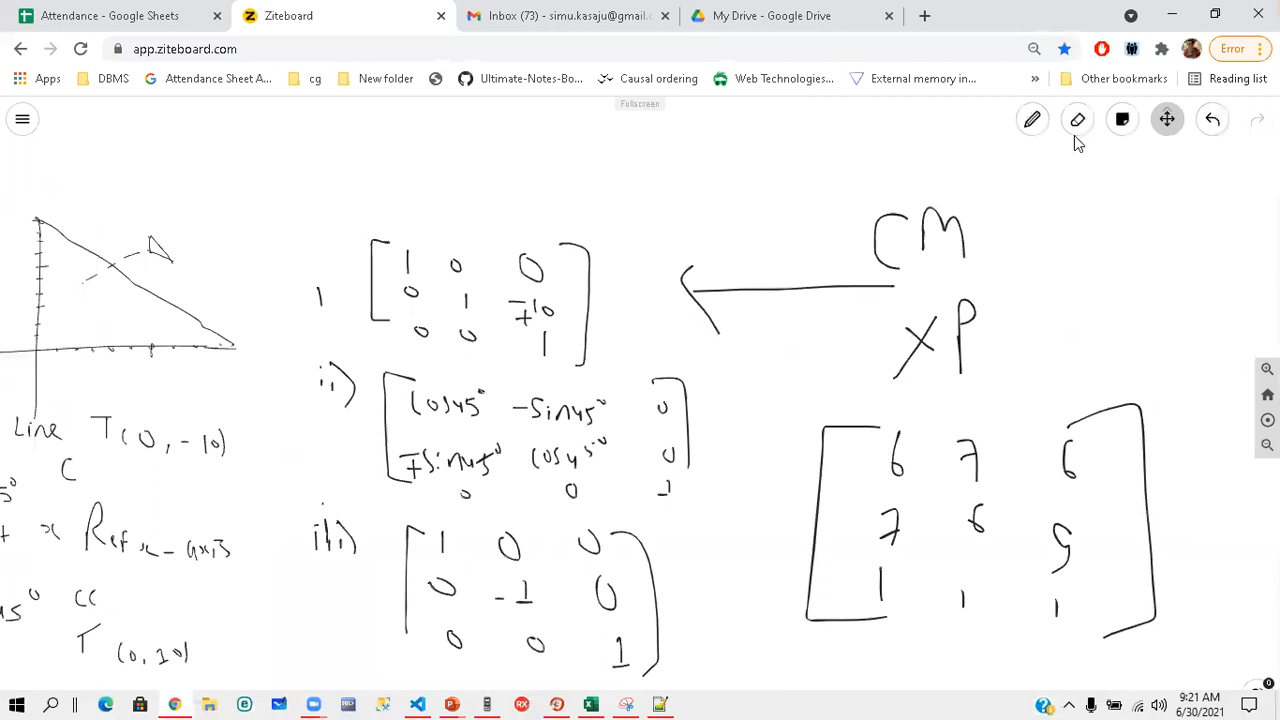 Attendance - Google Sheets
Ziteboard
Inbox (73) - simu.kasaju@gmail.c
My Drive - Google Drive
app.ziteboard.com
Error
Apps
DBMS
Attendance Sheet A...
cg
New folder
Ultimate-Notes-Bo...
Causal ordering
Web Technologies...
External memory in...
Other bookmarks
Reading list
Fullscreen
CM
XP
1 0 0
0 1 -10
0 0 1
ii)
cos45° -sin45° 0
sin45° cos45° 0
0 0 1
iii)
1 0 0
0 -1 0
0 0 1
6 7 6
7 6
1 1 1
Line T(0, -10)
C
Ref x-axis
45° CC
T (0, 10)
9:21 AM
6/30/2021